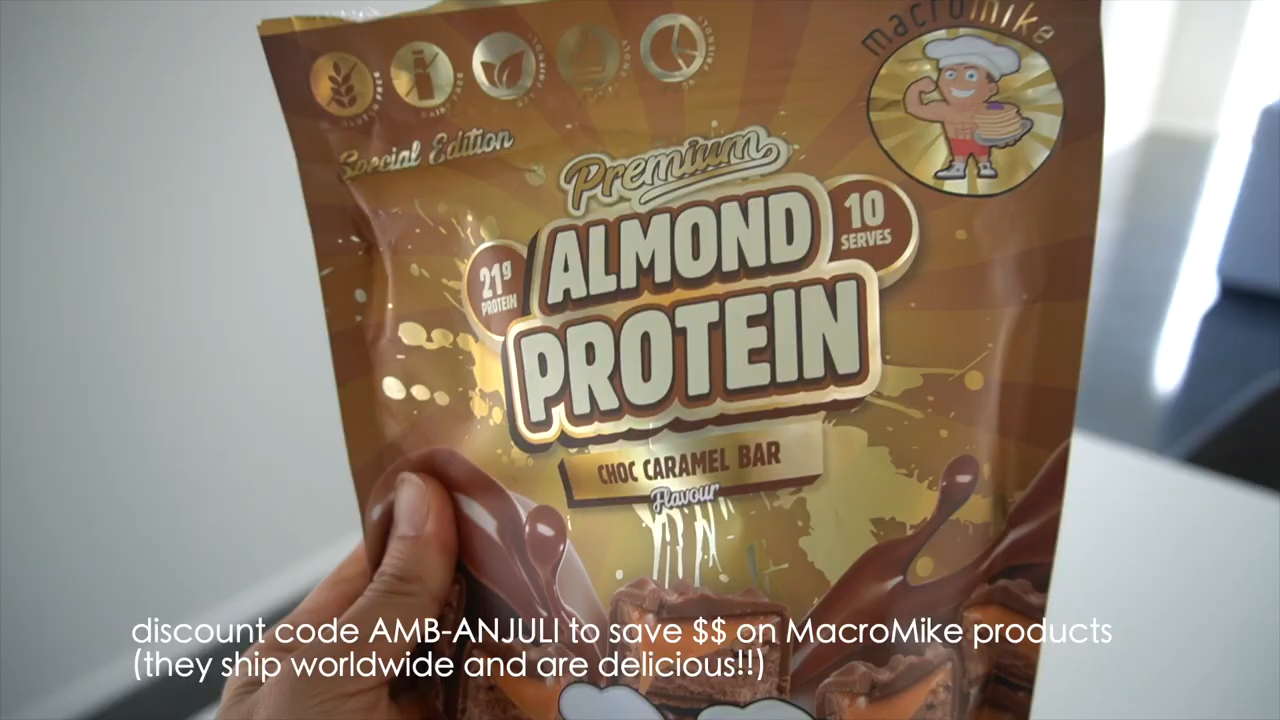 macromike
Special Edition
Premium
ALMOND
10
SERVES
21g
PROTEIN
PROTEIN
CHOC CARAMEL BAR
Flavour
discount code AMB-ANJULI to save $$ on MacroMike products
(they ship worldwide and are delicious!!)